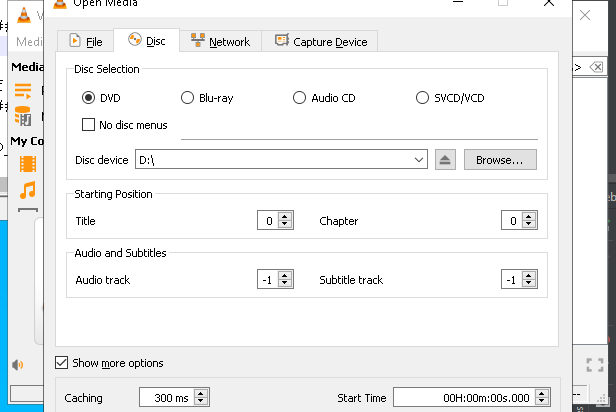 Open Media
Media
Media
My Co
File
Disc
Network
Capture Device
Disc Selection
DVD
Blu-ray
Audio CD
SVCD/VCD
No disc menus
Disc device
D:\
Browse...
Starting Position
Title
0
Chapter
0
Audio and Subtitles
Audio track
-1
Subtitle track
-1
Show more options
Caching
300 ms
Start Time
00H:00m:00s.000